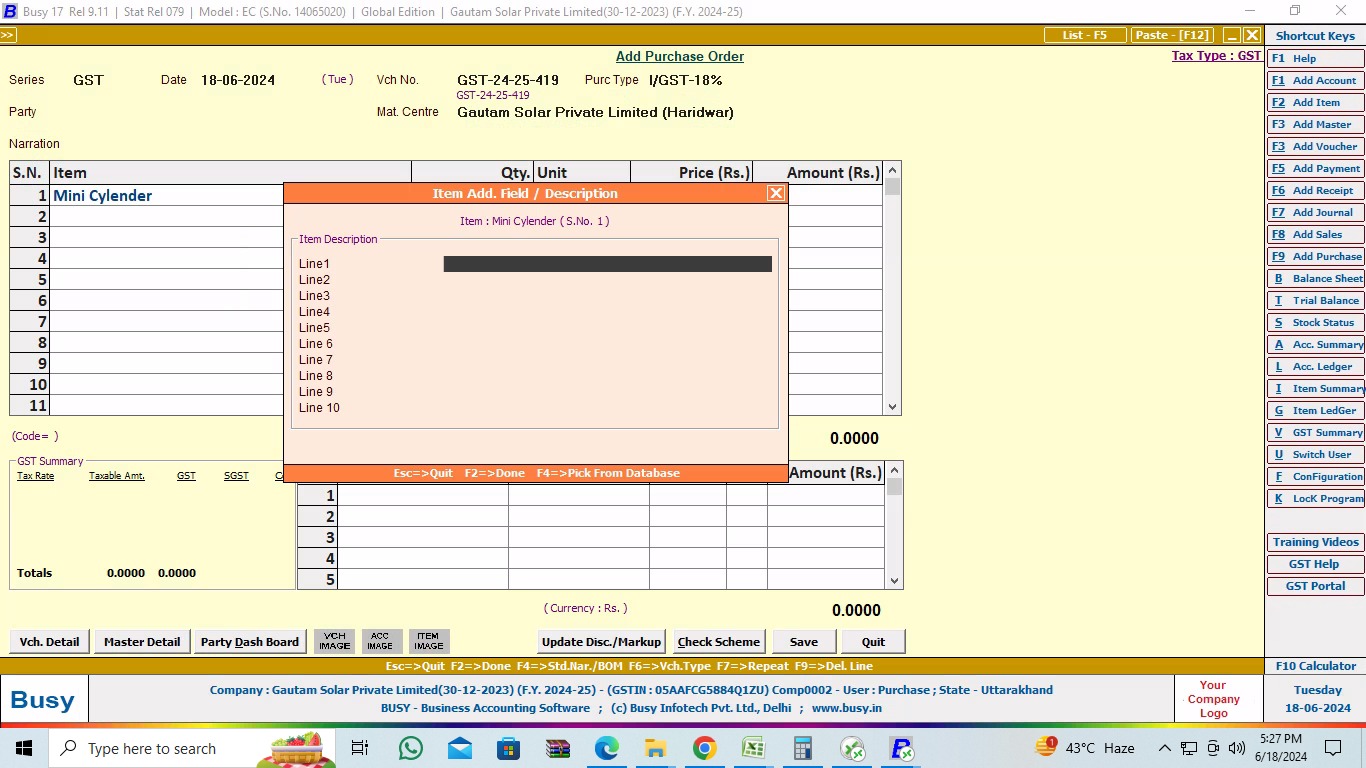 Busy 17 Rel 9.11 | Stat Rel 079 | Model : EC (S.No. 14065020) | Global Edition | Gautam Solar Private Limited(30-12-2023) (F.Y. 2024-25)
>> List - F5 Paste - [F12] Shortcut Keys
Add Purchase Order Tax Type : GST
Series GST Date 18-06-2024 ( Tue ) Vch No. GST-24-25-419 Purc Type I/GST-18%
GST-24-25-419
Party Mat. Centre Gautam Solar Private Limited (Haridwar)
Narration
S.N. Item Qty. Unit Price (Rs.) Amount (Rs.)
1 Mini Cylender
2
3
4
5
6
7
8
9
10
11
Item Add. Field / Description
Item : Mini Cylender ( S.No. 1 )
Item Description
Line1
Line2
Line3
Line4
Line5
Line 6
Line 7
Line 8
Line 9
Line 10
Esc=>Quit F2=>Done F4=>Pick From Database
(Code= ) 0.0000
GST Summary
Tax Rate Taxable Amt. GST SGST Amount (Rs.)
1
2
3
4
5
Totals 0.0000 0.0000
( Currency : Rs. ) 0.0000
Vch. Detail Master Detail Party Dash Board VCH IMAGE ACC IMAGE ITEM IMAGE Update Disc./Markup Check Scheme Save Quit
Esc=>Quit F2=>Done F4=>Std.Nar./BOM F6=>Vch.Type F7=>Repeat F9=>Del. Line
F1 Help
F1 Add Account
F2 Add Item
F3 Add Master
F3 Add Voucher
F5 Add Payment
F6 Add Receipt
F7 Add Journal
F8 Add Sales
F9 Add Purchase
B Balance Sheet
T Trial Balance
S Stock Status
A Acc. Summary
L Acc. Ledger
I Item Summary
G Item LedGer
V GST Summary
U Switch User
F ConFiguration
K LocK Program
Training Videos
GST Help
GST Portal
F10 Calculator
Busy
Company : Gautam Solar Private Limited(30-12-2023) (F.Y. 2024-25) - (GSTIN : 05AAFCG5884Q1ZU) Comp0002 - User : Purchase ; State - Uttarakhand
BUSY - Business Accounting Software ; (c) Busy Infotech Pvt. Ltd., Delhi ; www.busy.in
Your
Company
Logo
Tuesday
18-06-2024
Type here to search
1 43°C Haze
5:27 PM
6/18/2024